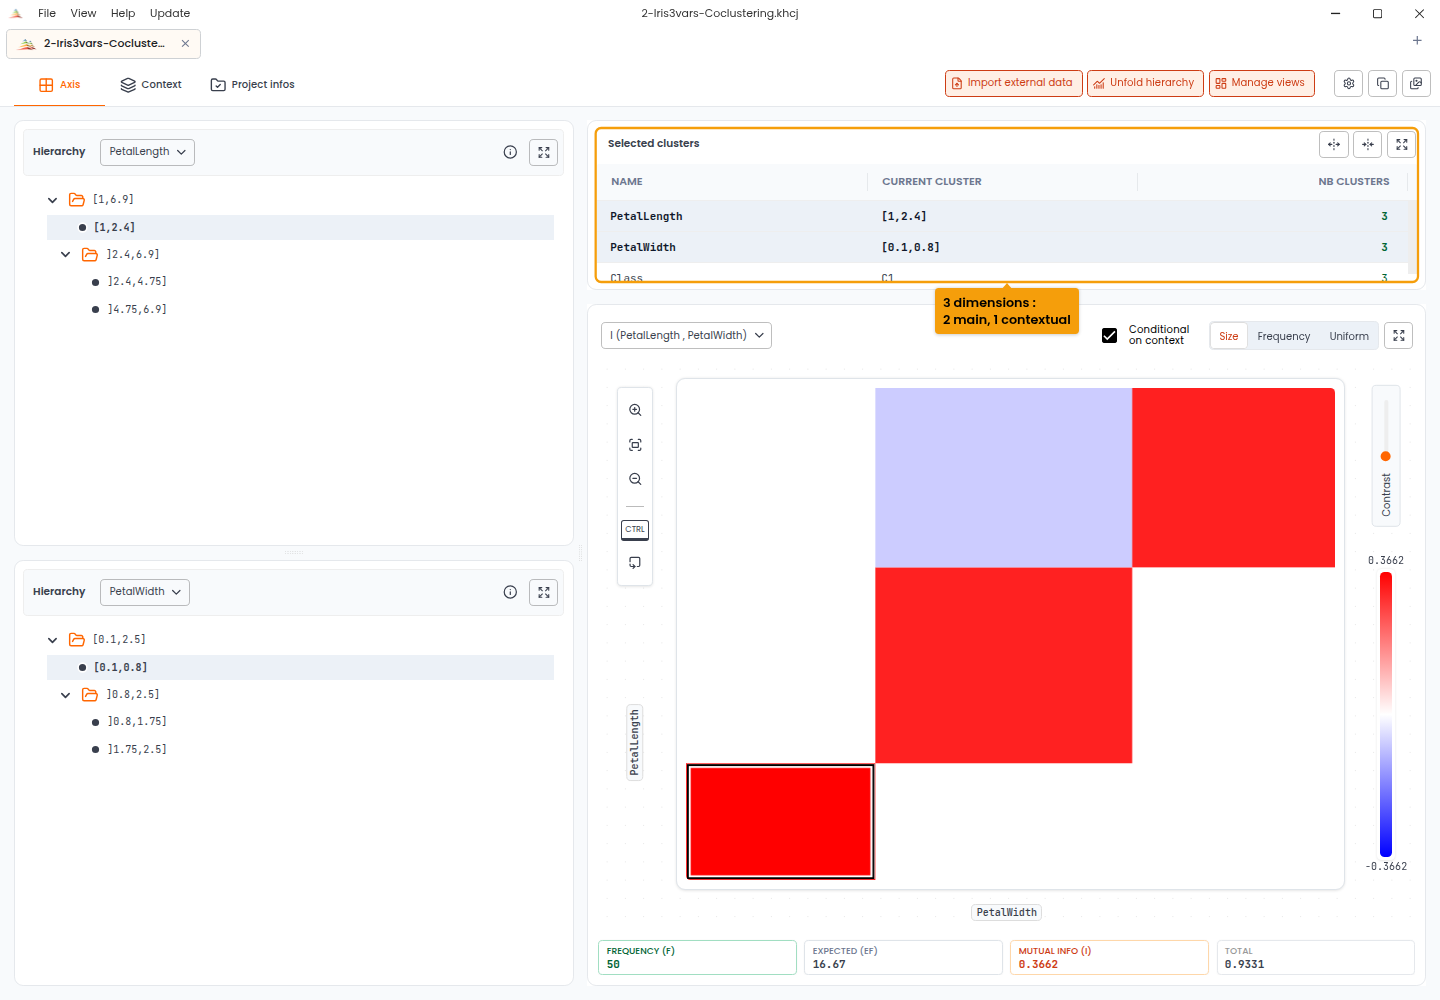 File View Help Update
2-Iris3vars-Coclustering.khcj
2-Iris3vars-Cocluste...
Axis Context Project infos
Import external data Unfold hierarchy Manage views
Hierarchy PetalLength
[1,6.9]
[1,2.4]
]2.4,6.9]
]2.4,4.75]
]4.75,6.9]
Hierarchy PetalWidth
[0.1,2.5]
[0.1,0.8]
]0.8,2.5]
]0.8,1.75]
]1.75,2.5]
Selected clusters
NAME CURRENT CLUSTER NB CLUSTERS
PetalLength [1,2.4] 3
PetalWidth [0.1,0.8] 3
Class C1 3
3 dimensions :
2 main, 1 contextual
I (PetalLength , PetalWidth)
Conditional
on context
Size Frequency Uniform
CTRL
PetalLength
PetalWidth
Contrast
0.3662
-0.3662
FREQUENCY (F)
50
EXPECTED (EF)
16.67
MUTUAL INFO (I)
0.3662
TOTAL
0.9331